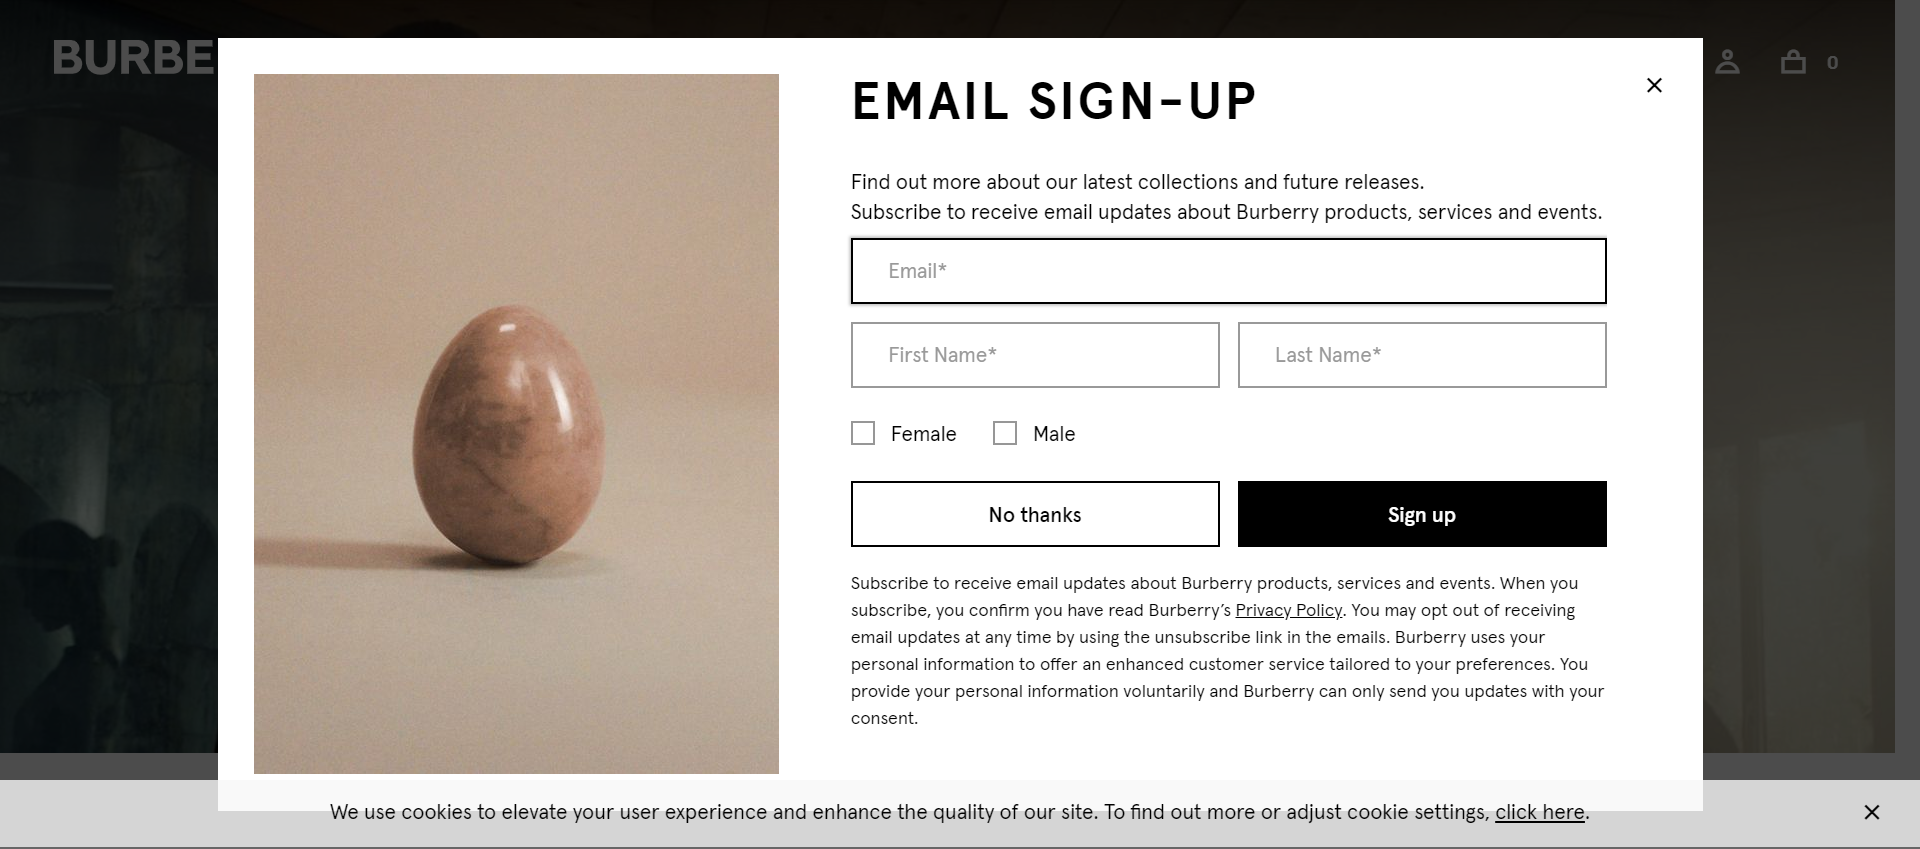 BURBE
0
EMAIL SIGN-UP
Find out more about our latest collections and future releases.
Subscribe to receive email updates about Burberry products, services and events.
Email*
First Name*
Last Name*
Female
Male
No thanks
Sign up
Subscribe to receive email updates about Burberry products, services and events. When you
subscribe, you confirm you have read Burberry’s Privacy Policy. You may opt out of receiving
email updates at any time by using the unsubscribe link in the emails. Burberry uses your
personal information to offer an enhanced customer service tailored to your preferences. You
provide your personal information voluntarily and Burberry can only send you updates with your
consent.
We use cookies to elevate your user experience and enhance the quality of our site. To find out more or adjust cookie settings, click here.